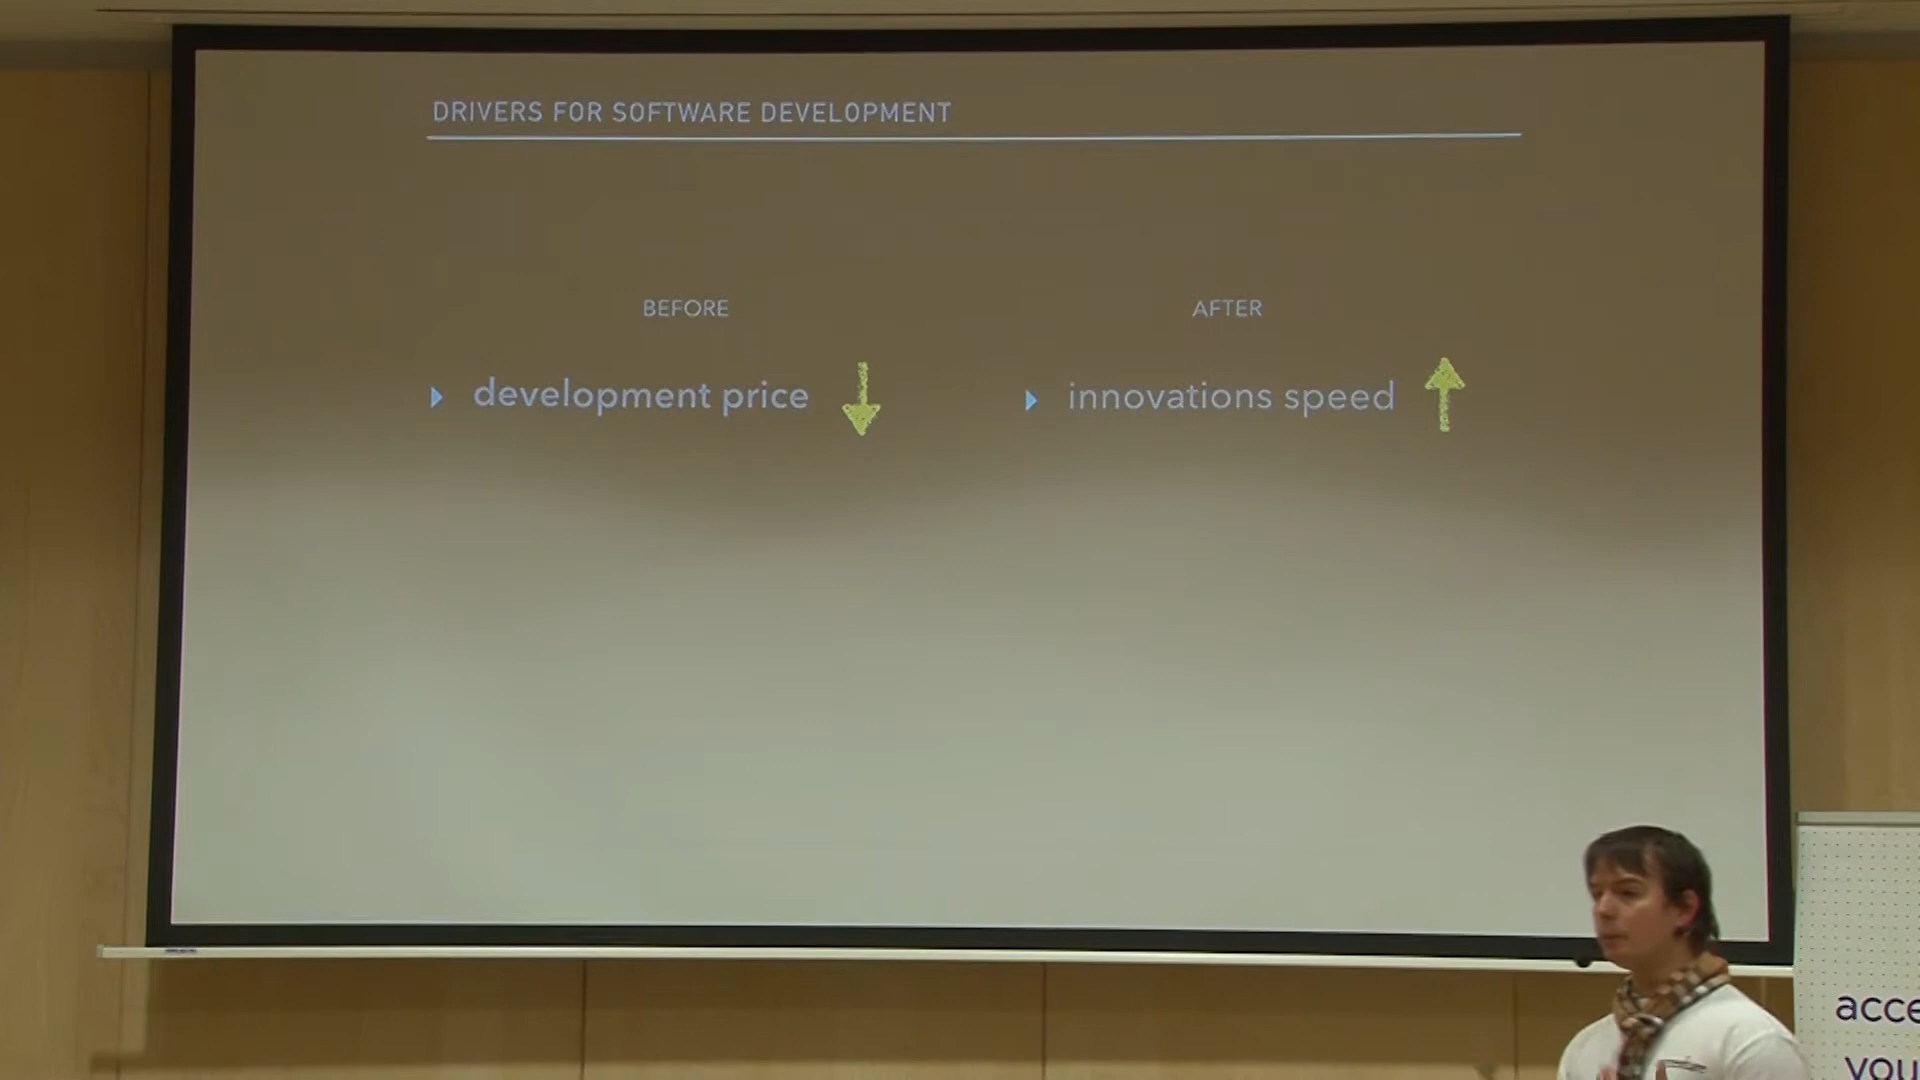 DRIVERS FOR SOFTWARE DEVELOPMENT
BEFORE
AFTER
development price
innovations speed
acce
you